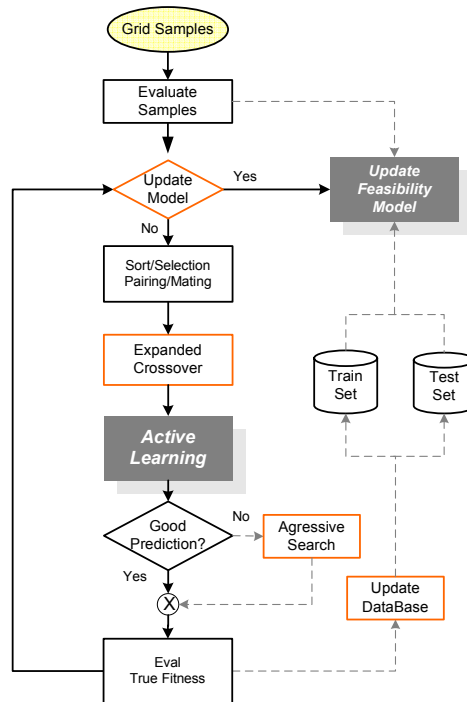 Grid Samples
Evaluate
Samples
Update
Model
Yes
Update
Feasibility
Model
No
Sort/Selection
Pairing/Mating
Expanded
Crossover
Train
Set
Test
Set
Active
Learning
Good
Prediction?
No
Agressive
Search
Yes
X
Update
DataBase
Eval
True Fitness